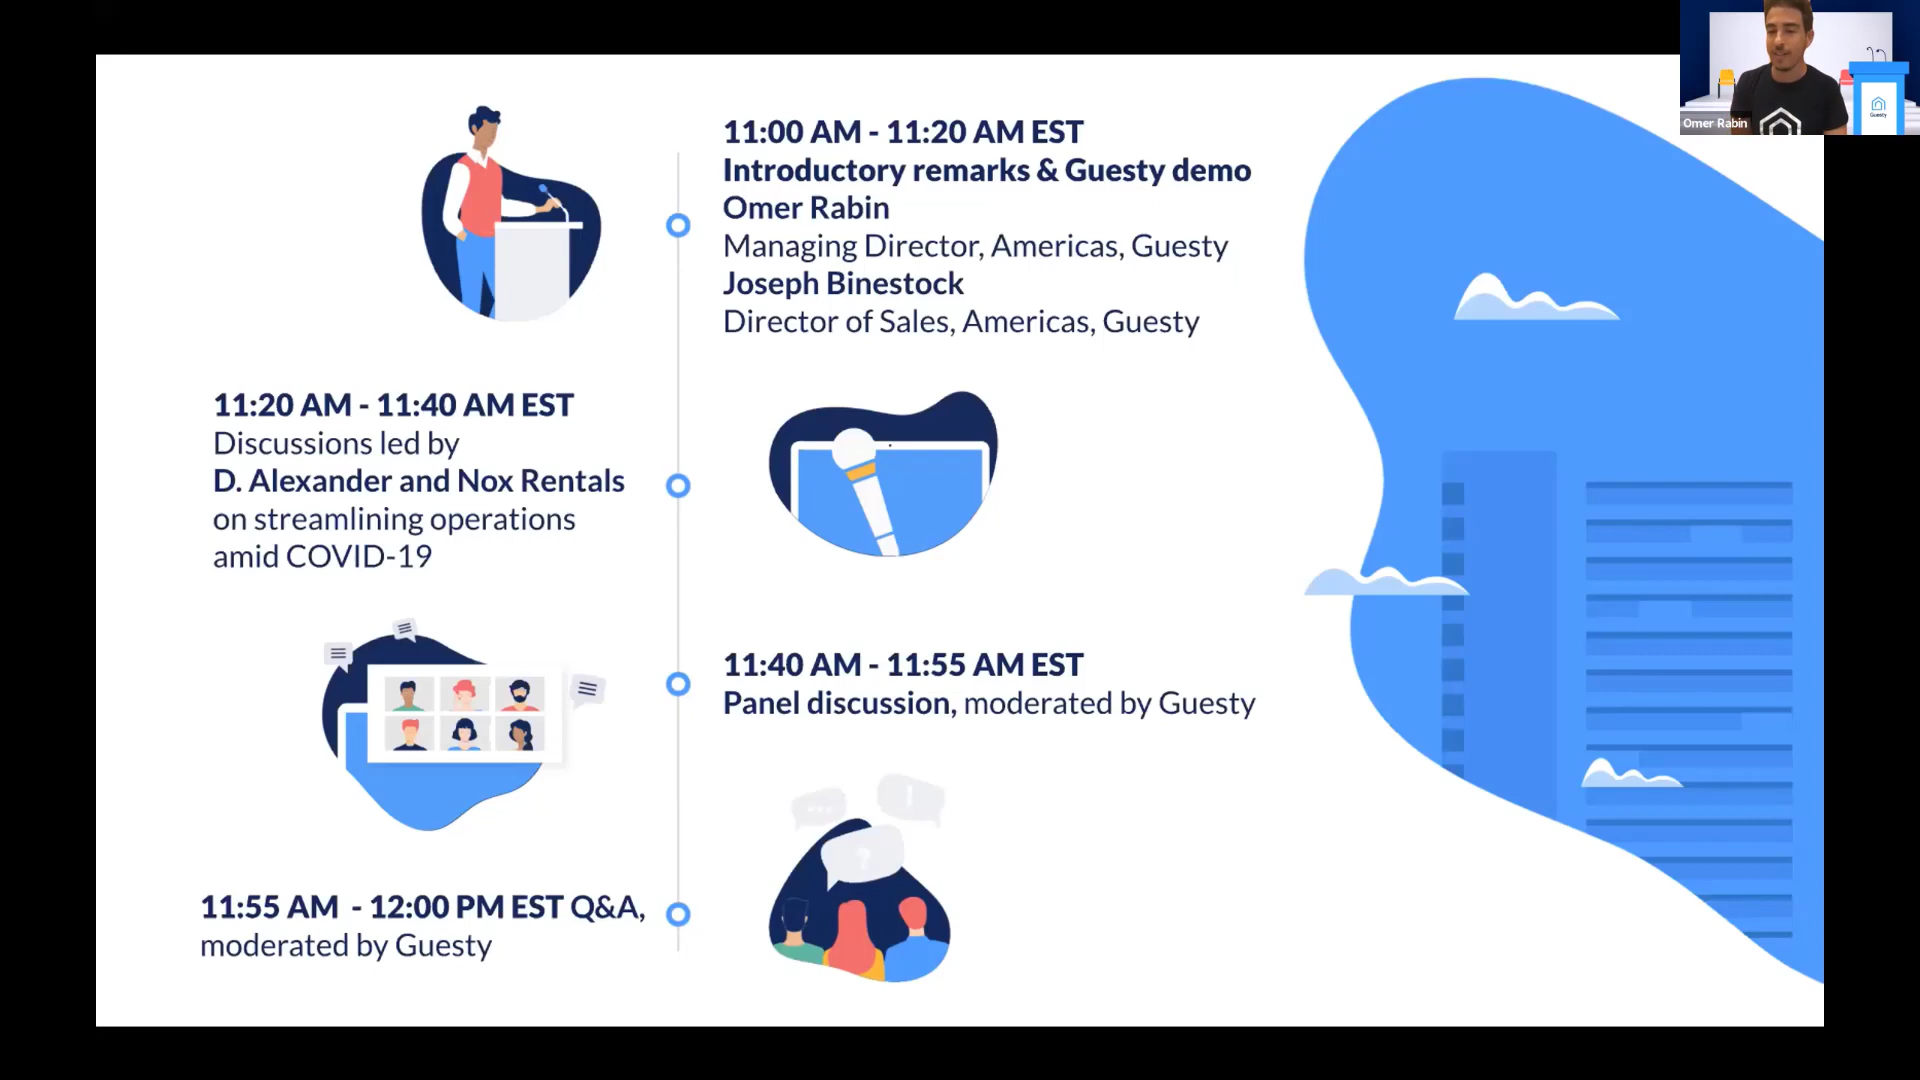 11:00 AM - 11:20 AM EST
Introductory remarks & Guesty demo
Omer Rabin
Managing Director, Americas, Guesty
Joseph Binestock
Director of Sales, Americas, Guesty
11:20 AM - 11:40 AM EST
Discussions led by
D. Alexander and Nox Rentals
on streamlining operations
amid COVID-19
11:40 AM - 11:55 AM EST
Panel discussion, moderated by Guesty
11:55 AM - 12:00 PM EST Q&A,
moderated by Guesty
Omer Rabin
Guesty
...
!
?